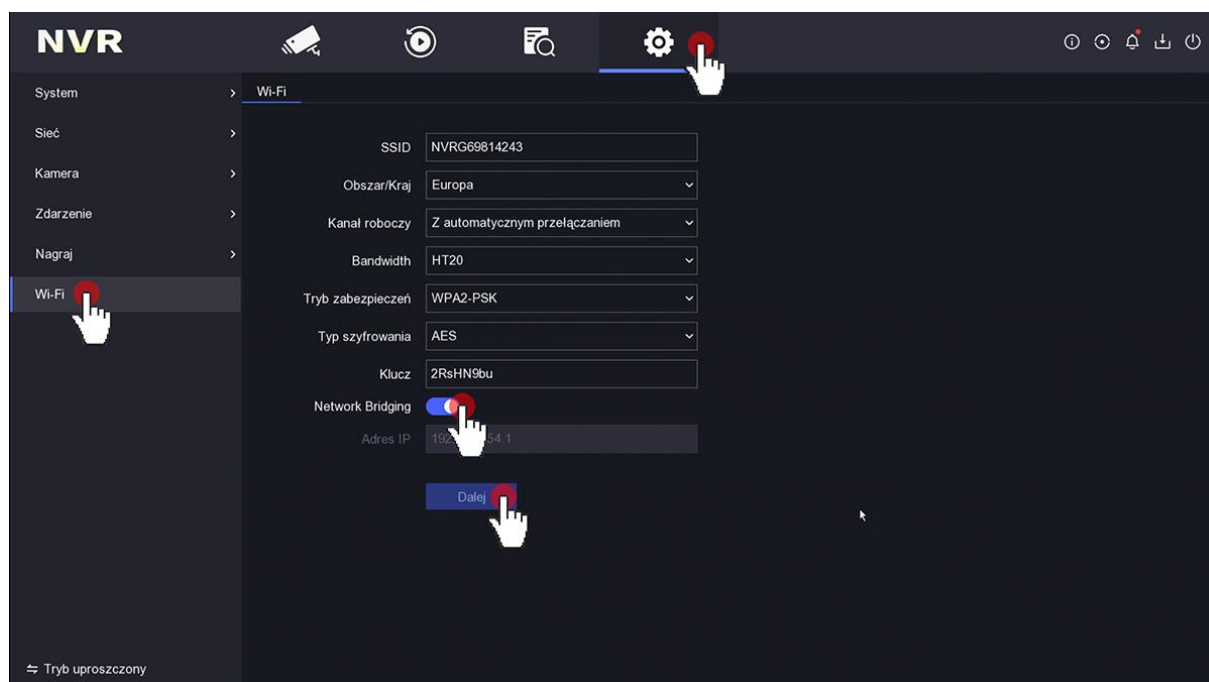 NVR
System
Sieć
Kamera
Zdarzenie
Nagraj
Wi-Fi
Tryb uproszczony
Wi-Fi
SSID NVRG69814243
Obszar/Kraj Europa
Kanał roboczy Z automatycznym przełączaniem
Bandwidth HT20
Tryb zabezpieczeń WPA2-PSK
Typ szyfrowania AES
Klucz 2RsHN9bu
Network Bridging
Adres IP
Dalej